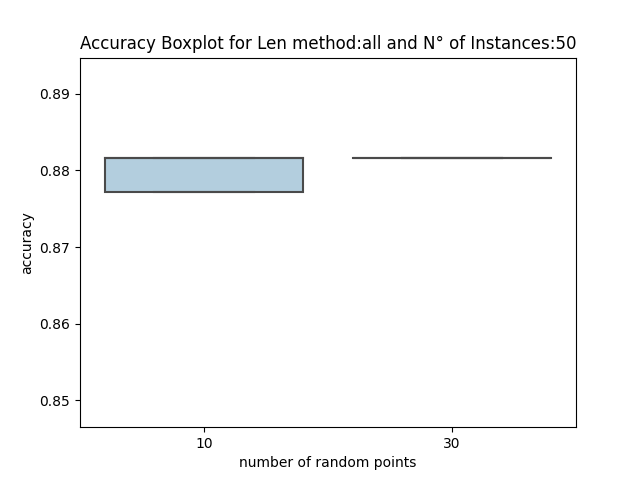 Accuracy Boxplot for Len method:all and N° of Instances:50
0.89
0.88
0.87
0.86
0.85
accuracy
10 30
number of random points